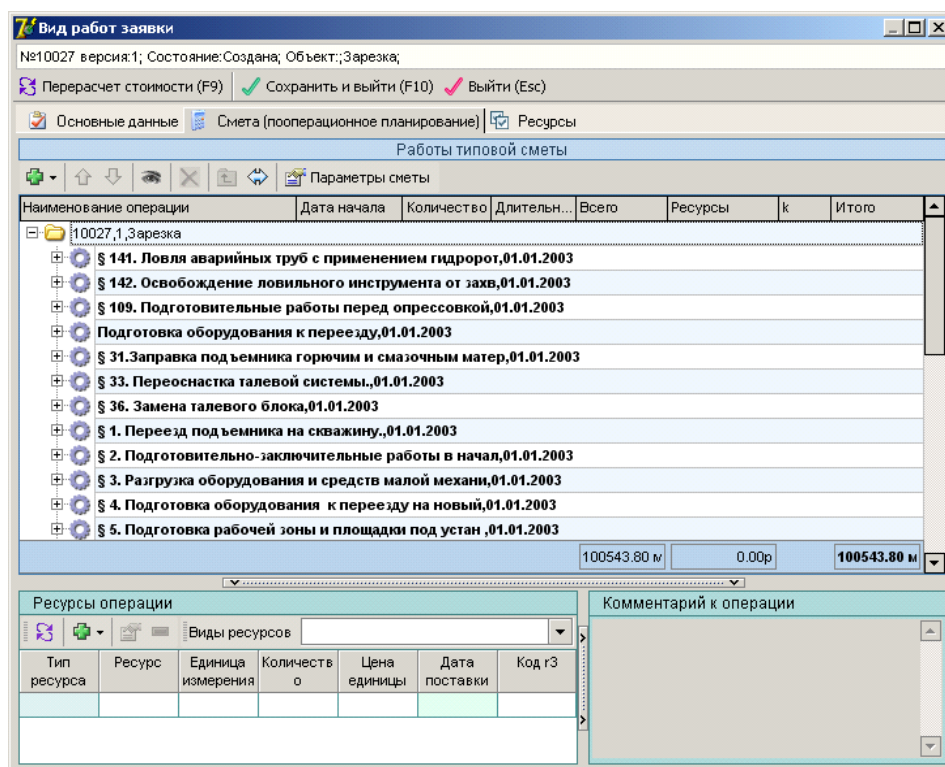 Вид работ заявки
№10027 версия:1; Состояние:Создана; Объект:;Зарезка;
Перерасчет стоимости (F9) Сохранить и выйти (F10) Выйти (Esc)
Основные данные Смета (пооперационное планирование) Ресурсы
Работы типовой сметы
Параметры сметы
Наименование операции Дата начала Количество Длительн... Всего Ресурсы k Итого
10027,1,Зарезка
§ 141. Ловля аварийных труб с применением гидророт,01.01.2003
§ 142. Освобождение ловильного инструмента от захв,01.01.2003
§ 109. Подготовительные работы перед опрессовкой,01.01.2003
Подготовка оборудования к переезду,01.01.2003
§ 31.Заправка подъемника горючим и смазочным матер,01.01.2003
§ 33. Переоснастка талевой системы.,01.01.2003
§ 36. Замена талевого блока,01.01.2003
§ 1. Переезд подъемника на скважину.,01.01.2003
§ 2. Подготовительно-заключительные работы в начал,01.01.2003
§ 3. Разгрузка оборудования и средств малой механи,01.01.2003
§ 4. Подготовка оборудования к переезду на новый,01.01.2003
§ 5. Подготовка рабочей зоны и площадки под устан ,01.01.2003
100543.80 м 0.00р 100543.80 м
Ресурсы операции Комментарий к операции
Виды ресурсов
Тип Ресурс Единица Количеств Цена Дата Код r3
ресурса измерения о единицы поставки